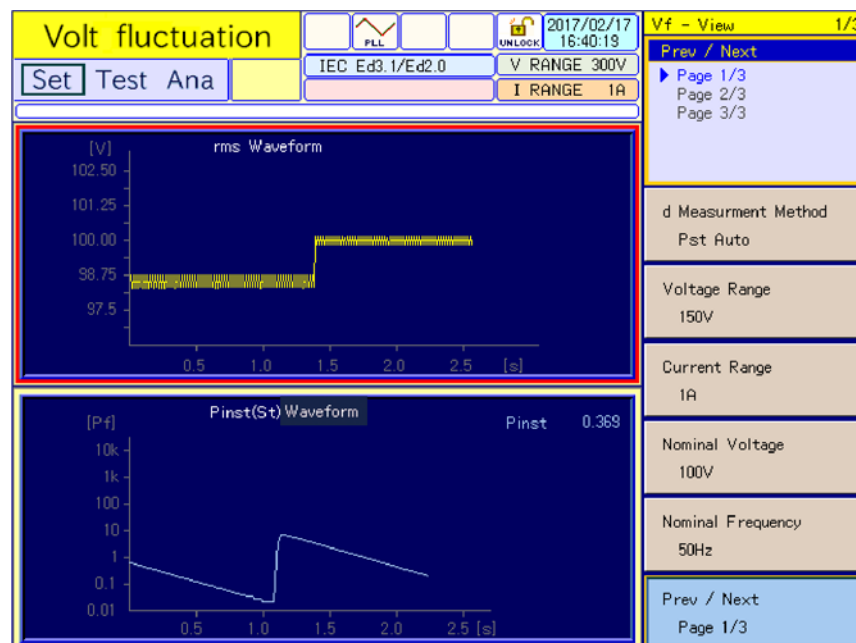 Volt fluctuation
PLL
UNLOCK
2017/02/17
16:40:19
Set Test Ana
IEC Ed3.1/Ed2.0
V RANGE 300V
I RANGE 1A
Vf - View 1/3
Prev / Next
Page 1/3
Page 2/3
Page 3/3
d Measurment Method
Pst Auto
Voltage Range
150V
Current Range
1A
Nominal Voltage
100V
Nominal Frequency
50Hz
Prev / Next
Page 1/3
[V]
rms Waveform
102.50
101.25
100.00
98.75
97.5
0.5 1.0 1.5 2.0 2.5 [s]
[Pf]
Pinst(St) Waveform
Pinst 0.369
10k
1k
100
10
1
0.1
0.01
0.5 1.0 1.5 2.0 2.5 [s]